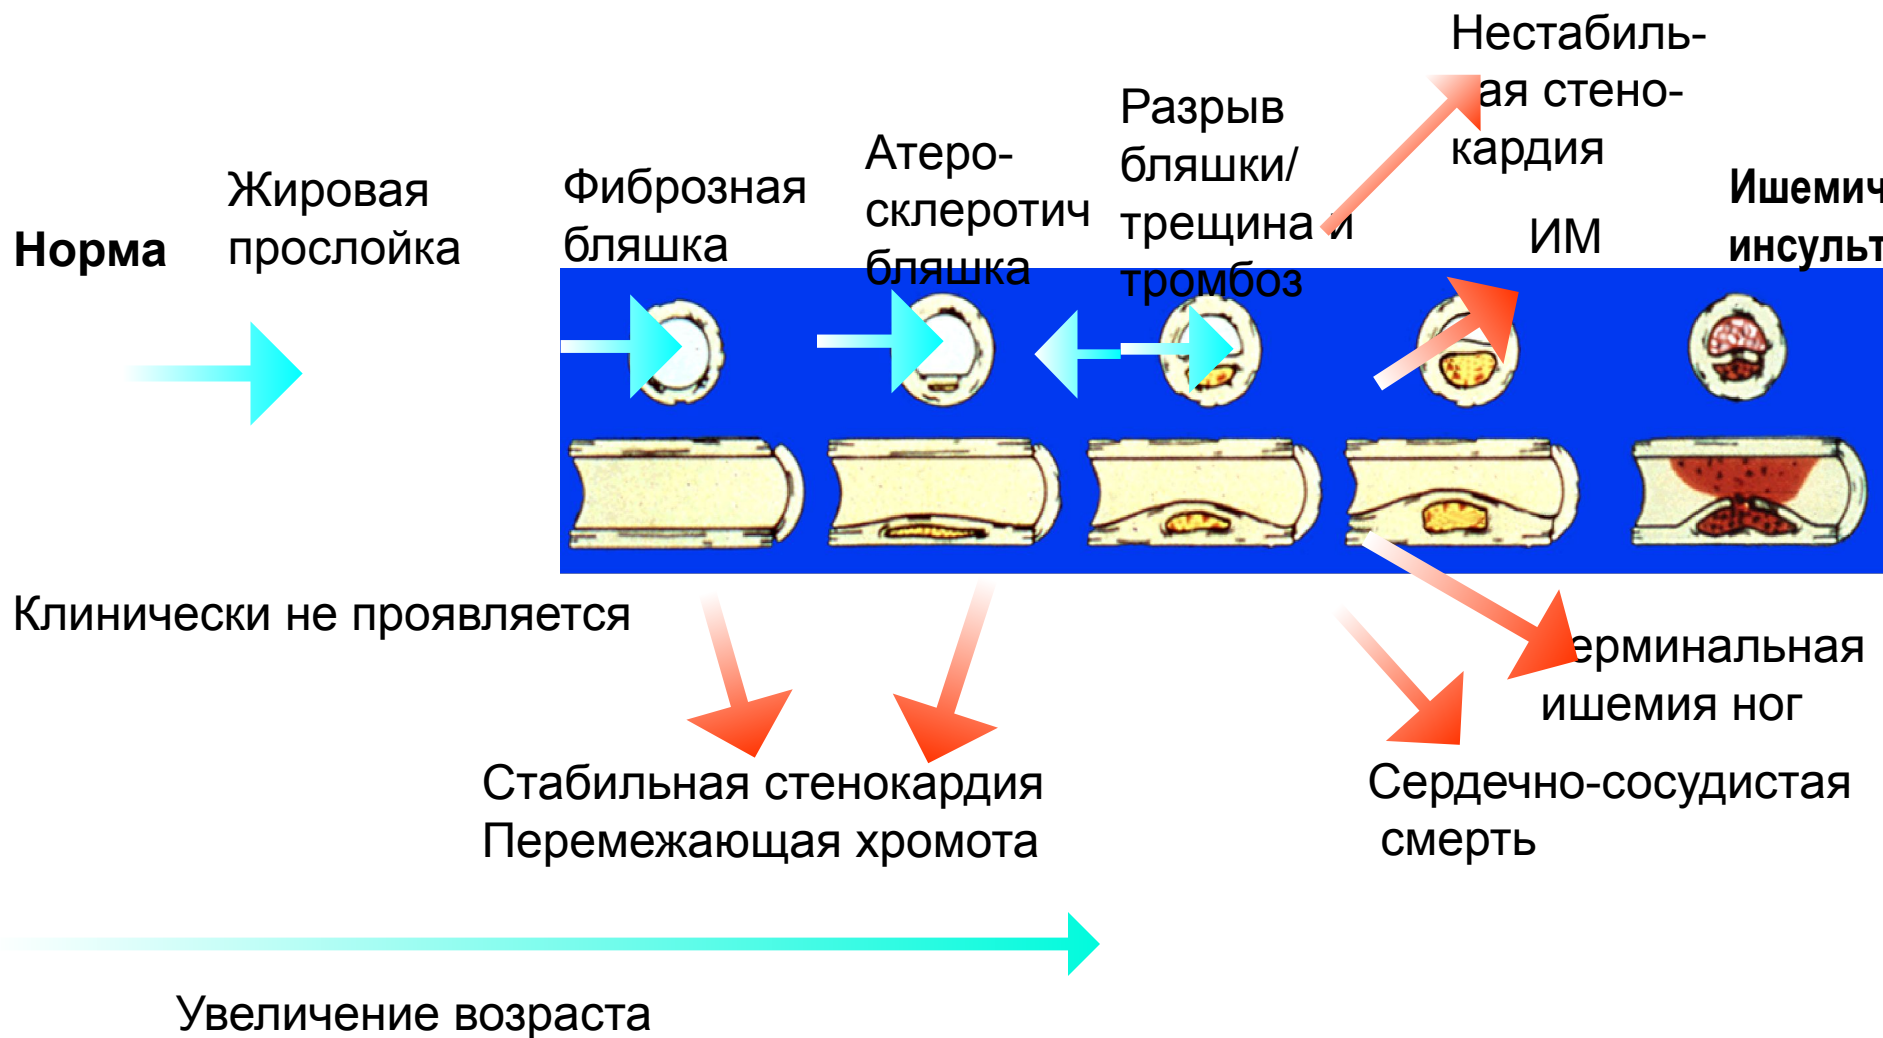 Норма
Жировая
прослойка
Фиброзная
бляшка
Атеро-
склеротич
бляшка
Разрыв
бляшки/
трещина и
тромбоз
Нестабиль-
ая стено-
кардия
ИМ
Ишемич
инсульт
Клинически не проявляется
Стабильная стенокардия
Перемежающая хромота
ерминальная
ишемия ног
Сердечно-сосудистая
смерть
Увеличение возраста